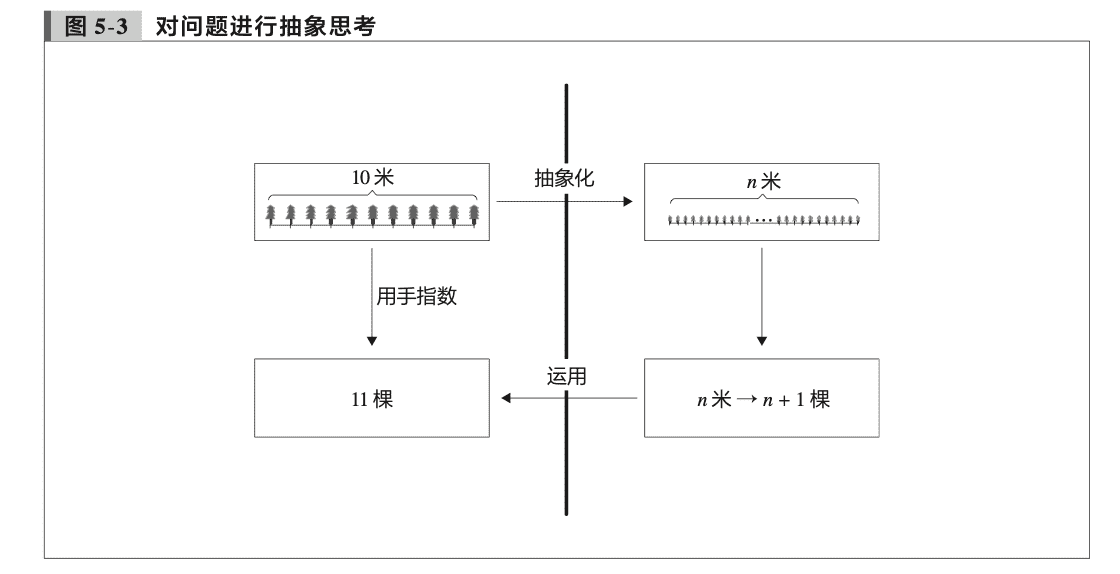 图 5-3 对问题进行抽象思考
10 米
抽象化
n 米
...
用手指数
运用
11 棵
n 米 → n + 1 棵